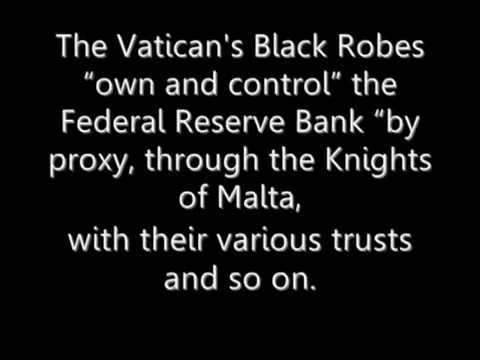 The Vatican's Black Robes
“own and control” the
Federal Reserve Bank “by
proxy, through the Knights
of Malta,
with their various trusts
and so on.